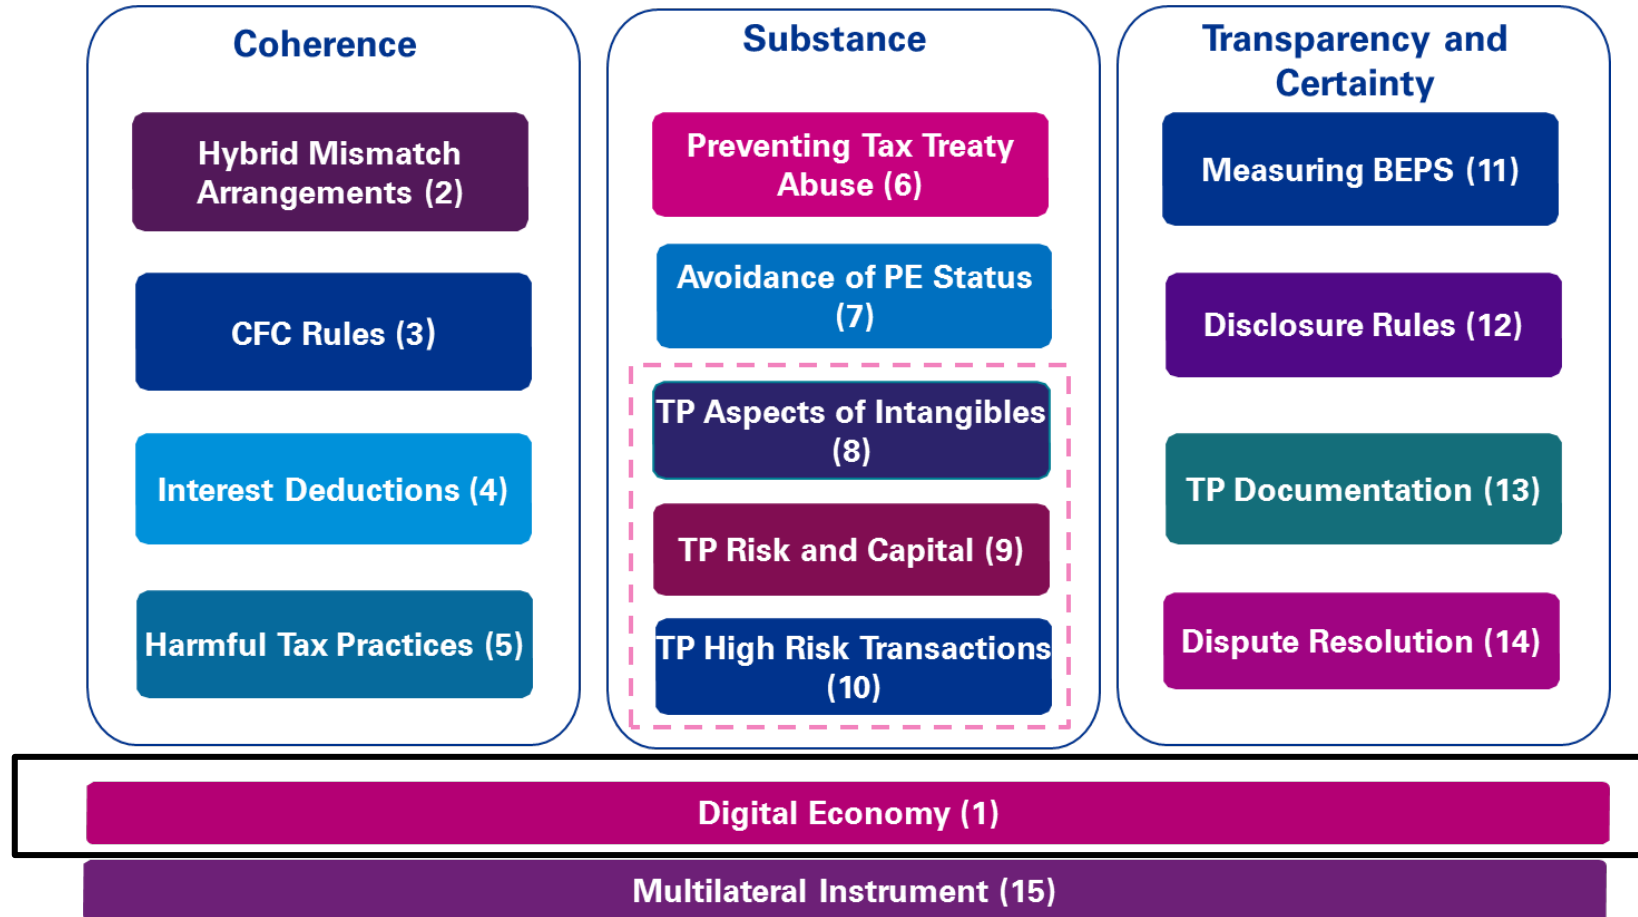 Coherence
Hybrid Mismatch
Arrangements (2)
CFC Rules (3)
Interest Deductions (4)
Harmful Tax Practices (5)
Substance
Preventing Tax Treaty
Abuse (6)
Avoidance of PE Status
(7)
TP Aspects of Intangibles
(8)
TP Risk and Capital (9)
TP High Risk Transactions
(10)
Transparency and
Certainty
Measuring BEPS (11)
Disclosure Rules (12)
TP Documentation (13)
Dispute Resolution (14)
Digital Economy (1)
Multilateral Instrument (15)